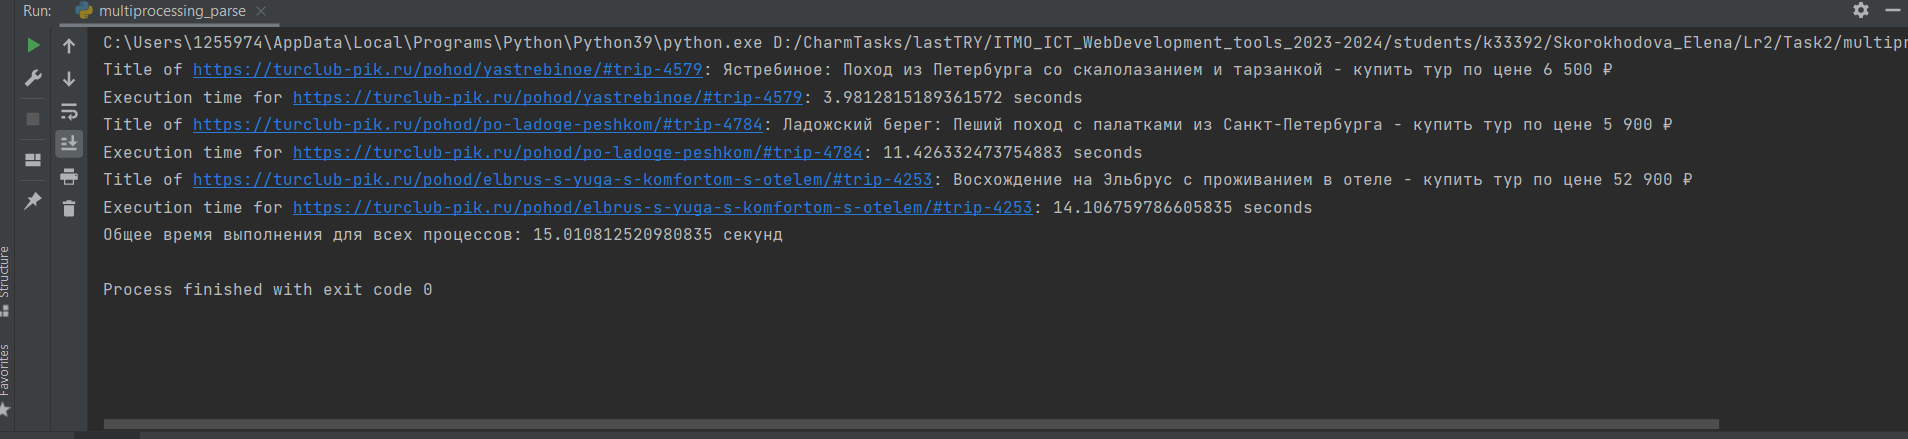 Run: multiprocessing_parse
C:\Users\1255974\AppData\Local\Programs\Python\Python39\python.exe D:/CharmTasks/lastTRY/ITMO_ICT_WebDevelopment_tools_2023-2024/students/k33392/Skorokhodova_Elena/Lr2/Task2/multipr
Title of https://turclub-pik.ru/pohod/yastrebinoe/#trip-4579: Ястребиное: Поход из Петербурга со скалолазанием и тарзанкой - купить тур по цене 6 500 ₽
Execution time for https://turclub-pik.ru/pohod/yastrebinoe/#trip-4579: 3.9812815189361572 seconds
Title of https://turclub-pik.ru/pohod/po-ladoge-peshkom/#trip-4784: Ладожский берег: Пеший поход с палатками из Санкт-Петербурга - купить тур по цене 5 900 ₽
Execution time for https://turclub-pik.ru/pohod/po-ladoge-peshkom/#trip-4784: 11.426332473754883 seconds
Title of https://turclub-pik.ru/pohod/elbrus-s-yuga-s-komfortom-s-otelem/#trip-4253: Восхождение на Эльбрус с проживанием в отеле - купить тур по цене 52 900 ₽
Execution time for https://turclub-pik.ru/pohod/elbrus-s-yuga-s-komfortom-s-otelem/#trip-4253: 14.106759786605835 seconds
Общее время выполнения для всех процессов: 15.010812520980835 секунд
Process finished with exit code 0
Structure
Favorites